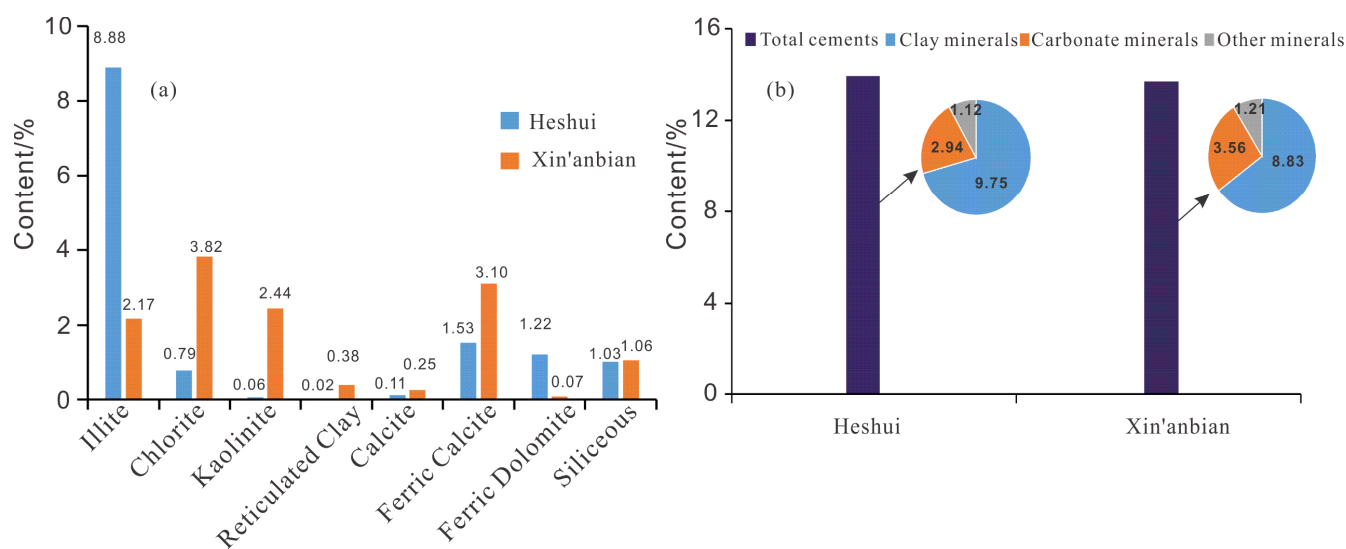 (a)
Content/%
10
8
6
4
2
0
Heshui
Xin'anbian
8.88
2.17
0.79
3.82
0.06
2.44
0.02
0.38
0.11
0.25
1.53
3.10
1.22
0.07
1.03
1.06
Illite
Chlorite
Kaolinite
Reticulated Clay
Calcite
Ferric Calcite
Ferric Dolomite
Siliceous
(b)
Content/%
16
12
8
4
0
Total cements Clay minerals Carbonate minerals Other minerals
1.12
2.94
9.75
1.21
3.56
8.83
Heshui
Xin'anbian